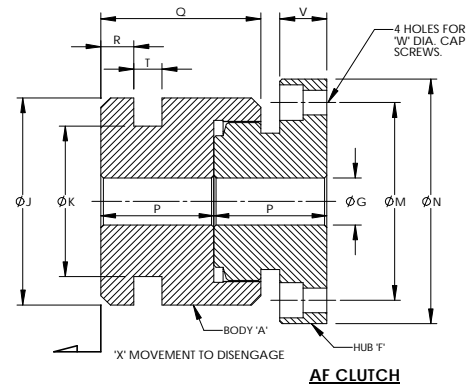 Q
V
4 HOLES FOR
'W' DIA. CAP
SCREWS.
R
T
ØJ
ØK
P
P
ØG
ØM
ØN
BODY 'A'
'X' MOVEMENT TO DISENGAGE
HUB 'F'
AF CLUTCH